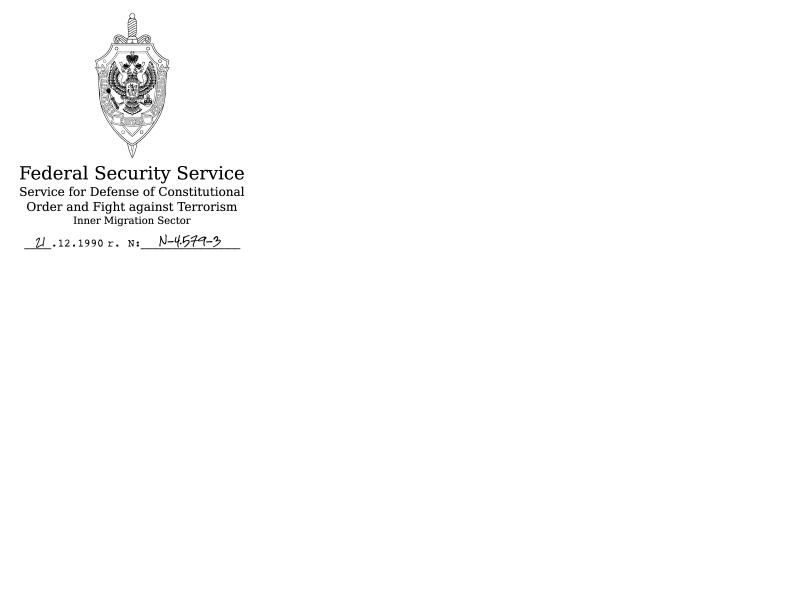 Federal Security Service
Service for Defense of Constitutional
Order and Fight against Terrorism
Inner Migration Sector
21.12.1990 г. N: N-4579-3